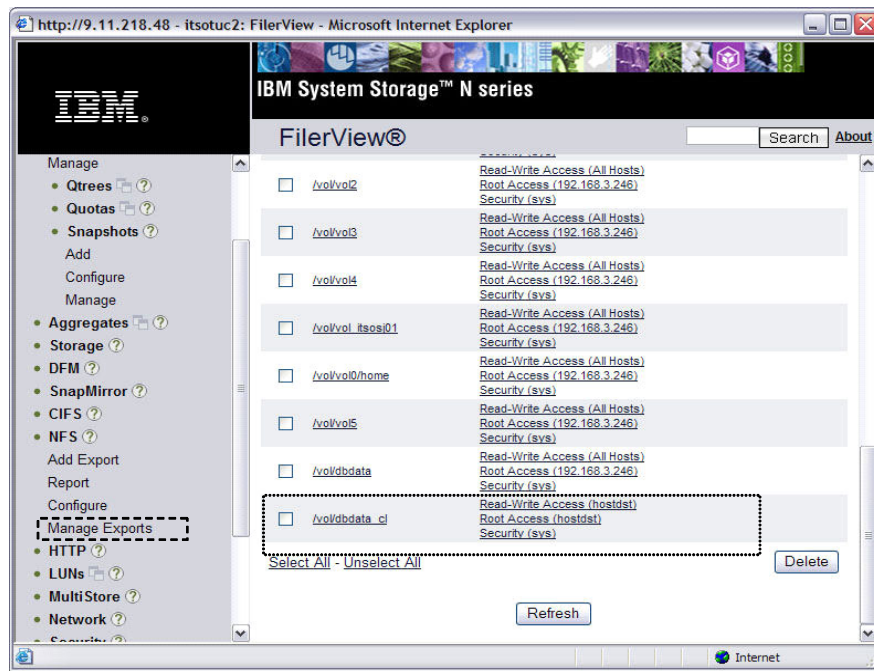 http://9.11.218.48 - itsotuc2: FilerView - Microsoft Internet Explorer
IBM®
IBM System Storage™ N series
FilerView®
Search
About
Manage
Qtrees
Quotas
Snapshots
Add
Configure
Manage
Aggregates
Storage
DFM
SnapMirror
CIFS
NFS
Add Export
Report
Configure
Manage Exports
HTTP
LUNs
MultiStore
Network
Security
Security (sys)
/vol/vol2
Read-Write Access (All Hosts)
Root Access (192.168.3.246)
Security (sys)
/vol/vol3
Read-Write Access (All Hosts)
Root Access (192.168.3.246)
Security (sys)
/vol/vol4
Read-Write Access (All Hosts)
Root Access (192.168.3.246)
Security (sys)
/vol/vol_itsosj01
Read-Write Access (All Hosts)
Root Access (192.168.3.246)
Security (sys)
/vol/vol0/home
Read-Write Access (All Hosts)
Root Access (192.168.3.246)
Security (sys)
/vol/vol5
Read-Write Access (All Hosts)
Root Access (192.168.3.246)
Security (sys)
/vol/dbdata
Read-Write Access (All Hosts)
Root Access (192.168.3.246)
Security (sys)
/vol/dbdata_cl
Read-Write Access (hostdst)
Root Access (hostdst)
Security (sys)
Select All - Unselect All
Delete
Refresh
Internet